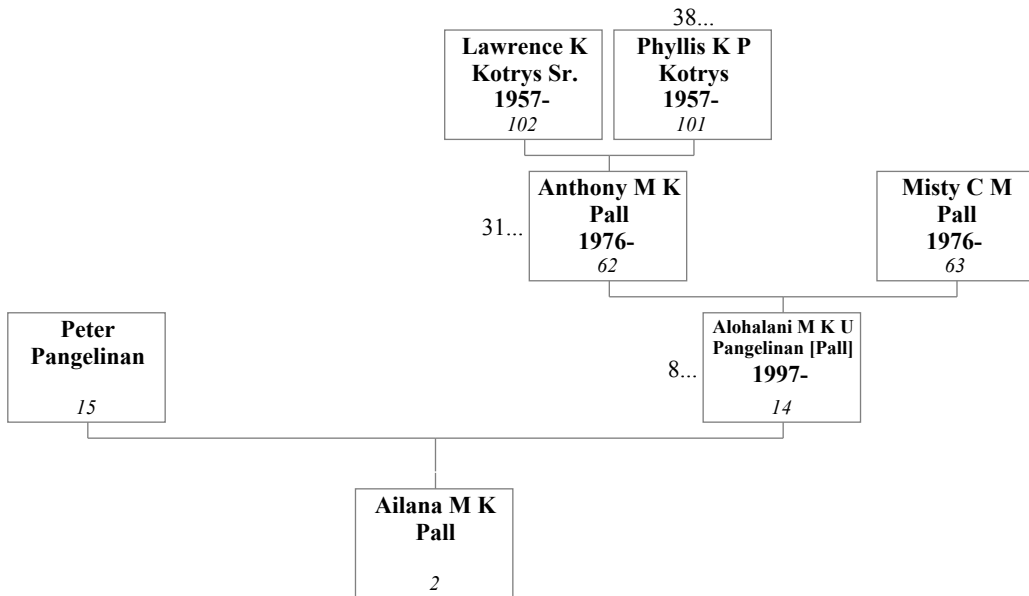 38...
Lawrence K
Kotrys Sr.
1957-
102
Phyllis K P
Kotrys
1957-
101
31...
Anthony M K
Pall
1976-
62
Misty C M
Pall
1976-
63
Peter
Pangelinan
15
8...
Alohalani M K U
Pangelinan [Pall]
1997-
14
Ailana M K
Pall
2